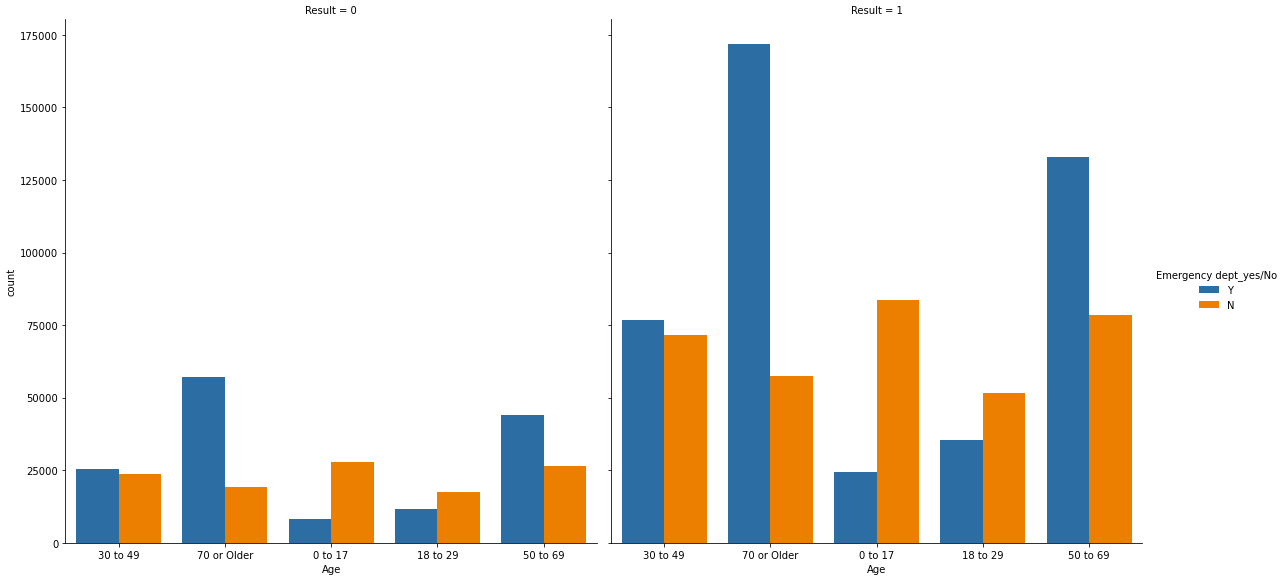 Result = 0
Result = 1
175000
150000
125000
100000
75000
50000
25000
0
count
30 to 49
70 or Older
0 to 17
18 to 29
50 to 69
Age
30 to 49
70 or Older
0 to 17
18 to 29
50 to 69
Age
Emergency dept_yes/No
Y
N